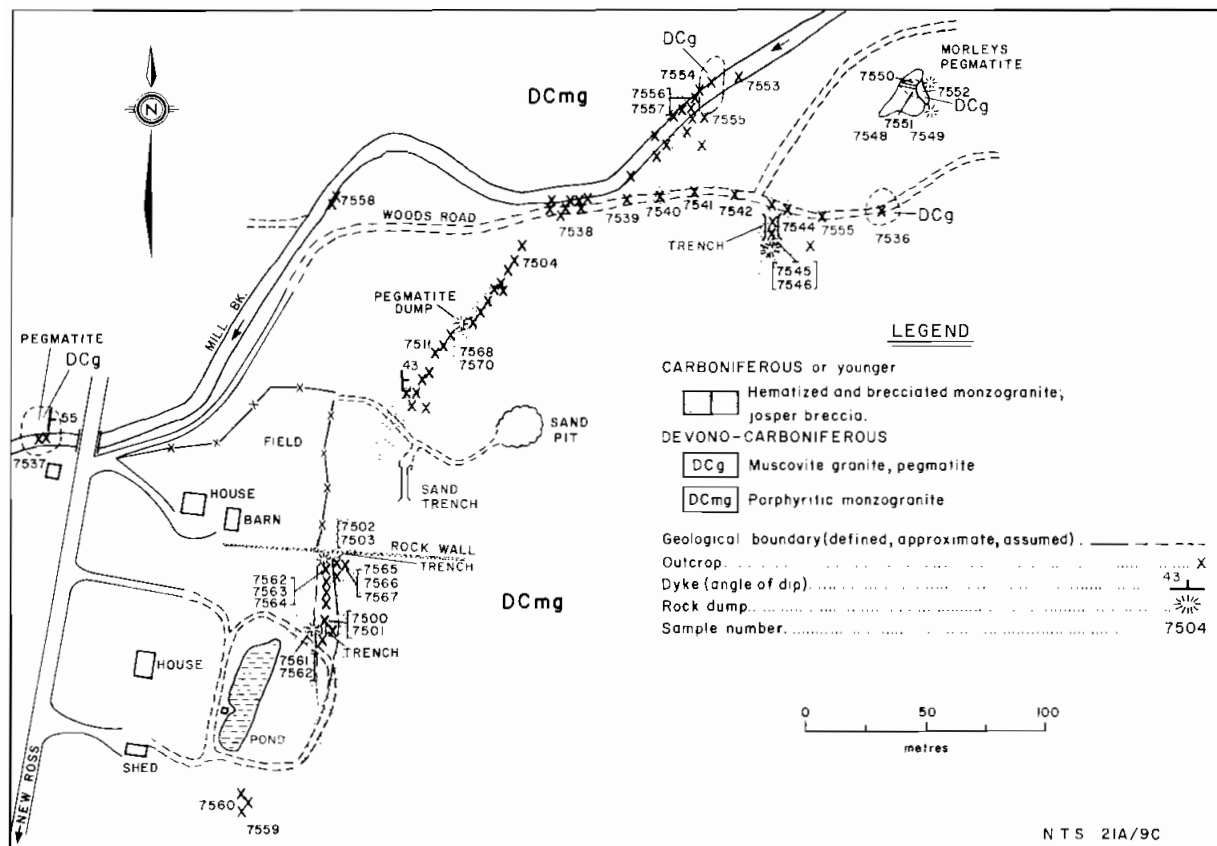 DCg
7554
7553
DCmg
7556
7557
7555
MORLEYS
PEGMATITE
7550
7552
DCg
7551
7548
7549
N
7558
WOODS ROAD
7538
7539
7540
7541
7542
7544
7555
7536
DCg
TRENCH
7545
7546
7504
PEGMATITE
DUMP
7511
7568
7570
43
MILL BK.
PEGMATITE
DCg
55
7537
FIELD
SAND
PIT
SAND
TRENCH
HOUSE
BARN
7502
7503
ROCK WALL
TRENCH
7562
7563
7564
7565
7566
7567
DCmg
7500
7501
TRENCH
7561
7562
HOUSE
POND
SHED
NEW ROSS
7560
7559
LEGEND
CARBONIFEROUS or younger
Hematized and brecciated monzogranite;
josper breccia.
DEVONO-CARBONIFEROUS
DCg Muscovite granite, pegmatite
DCmg Porphyritic monzogranite
Geological boundary (defined, approximate, assumed)
Outcrop X
Dyke (angle of dip) 43
Rock dump
Sample number 7504
0 50 100
metres
NTS 21A/9C